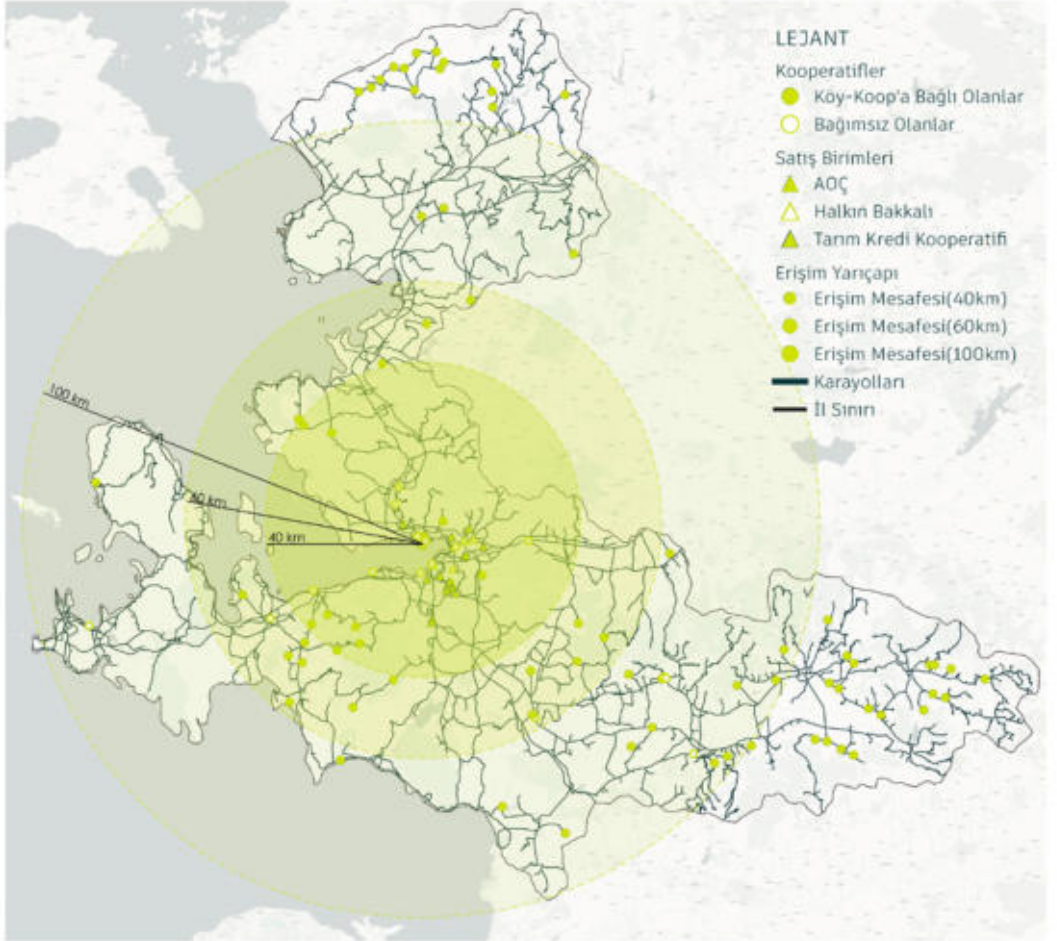 LEJANT
Kooperatifler
Köy-Koop'a Bağlı Olanlar
Bağımsız Olanlar
Satış Birimleri
AOÇ
Halkın Bakkalı
Tarım Kredi Kooperatifi
Erişim Yarıçapı
Erişim Mesafesi(40km)
Erişim Mesafesi(60km)
Erişim Mesafesi(100km)
Karayolları
İl Sınırı
100 km
60 km
40 km